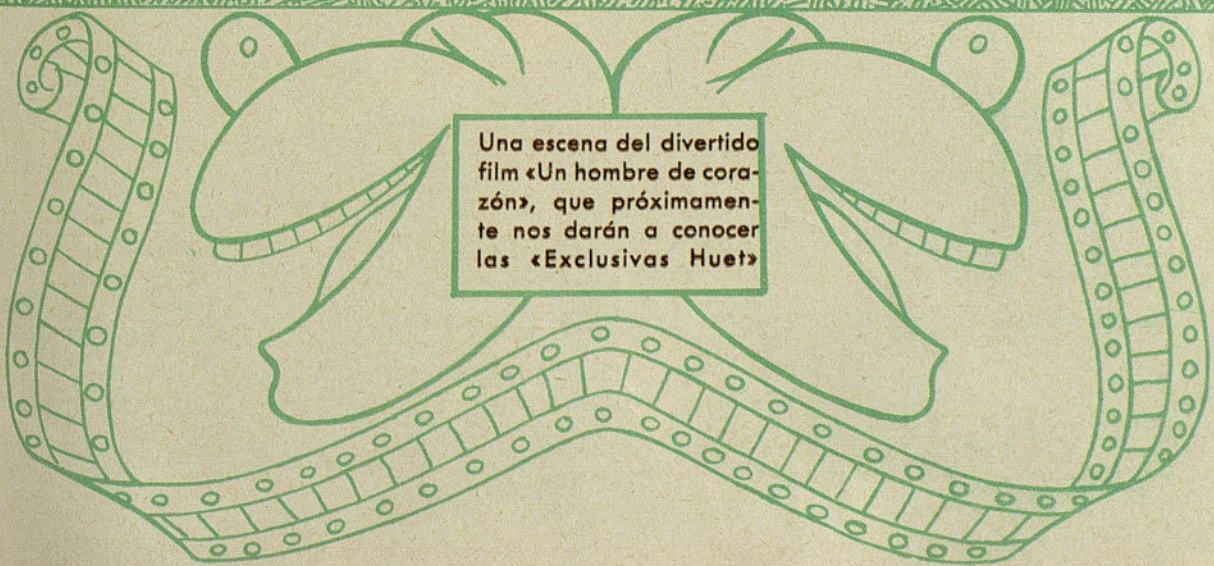 Una escena del divertido
film «Un hombre de cora-
zón», que próximamen-
te nos darán a conocer
las «Exclusivas Huet»